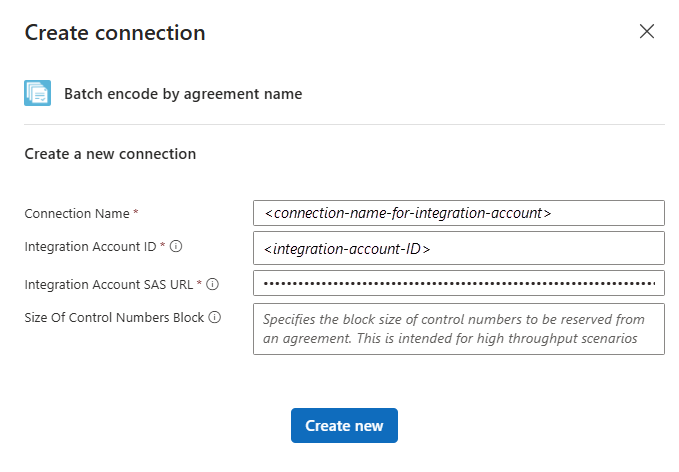 Create connection
Batch encode by agreement name
Create a new connection
Connection Name *
<connection-name-for-integration-account>
Integration Account ID *
<integration-account-ID>
Integration Account SAS URL *
••••••••••••••••••••••••••••••••••••••••••••••••••••••••••••••••••••••
Size Of Control Numbers Block
Specifies the block size of control numbers to be reserved from
an agreement. This is intended for high throughput scenarios
Create new